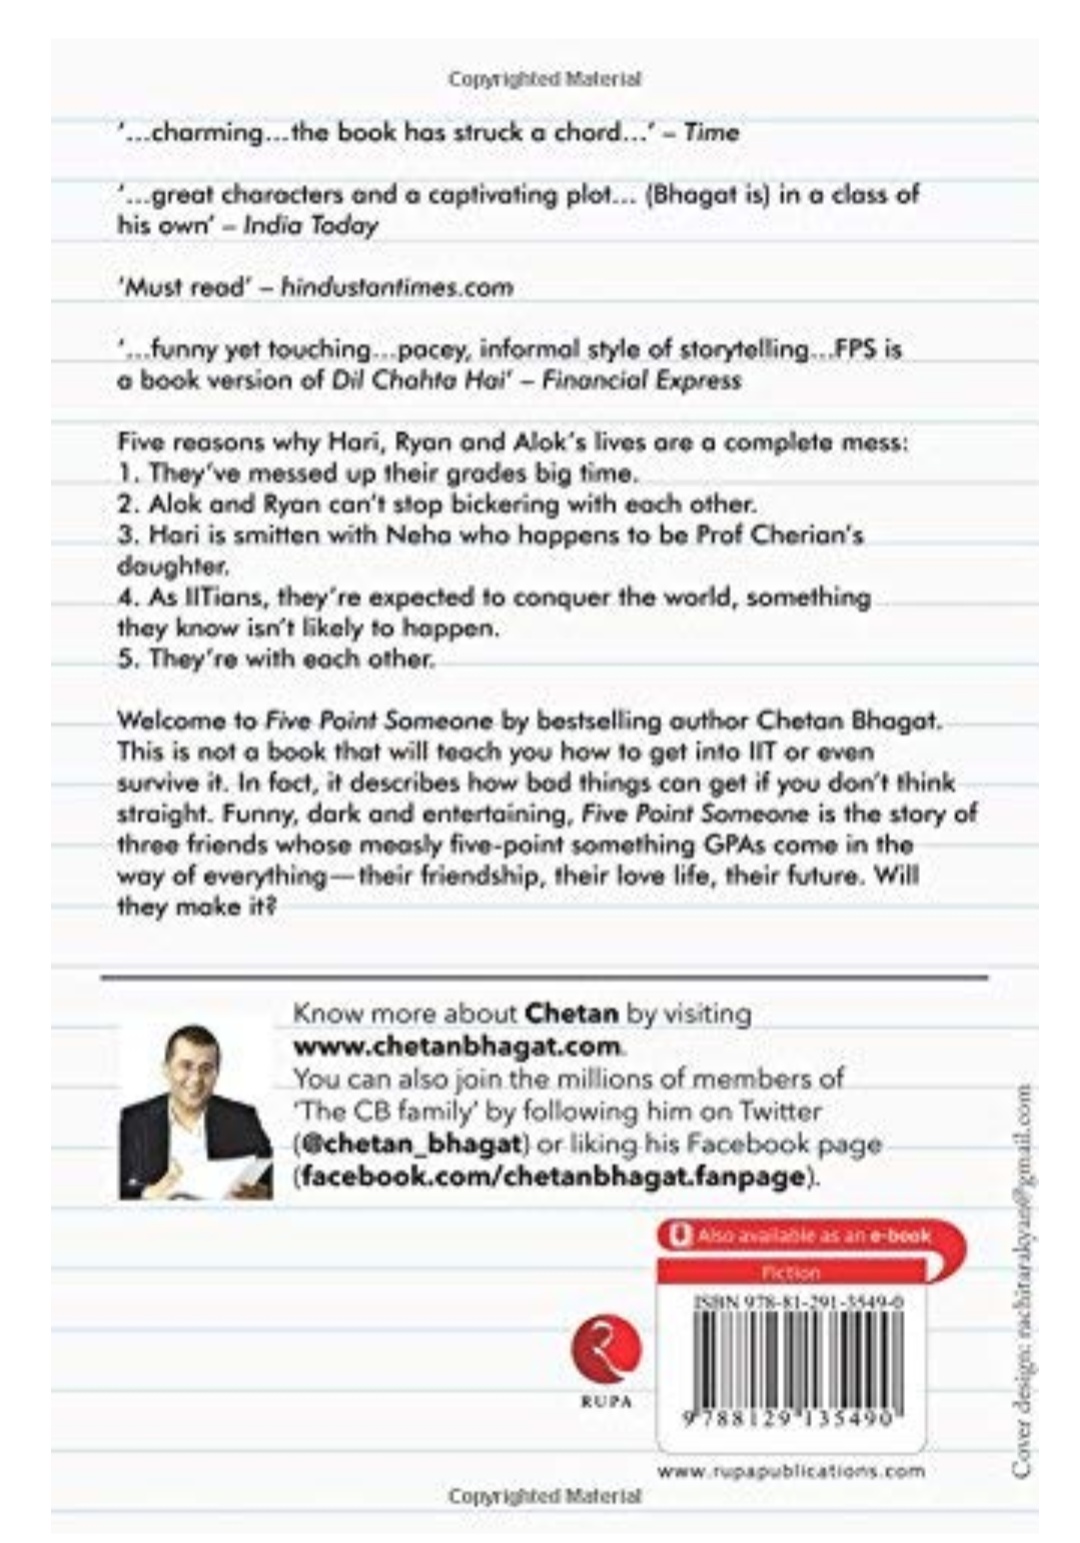 Copyrighted Material
'...charming...the book has struck a chord...' – Time
'...great characters and a captivating plot... (Bhagat is) in a class of
his own' – India Today
'Must read' – hindustantimes.com
'...funny yet touching...pacey, informal style of storytelling...FPS is
a book version of Dil Chahta Hai' – Financial Express
Five reasons why Hari, Ryan and Alok's lives are a complete mess:
1. They've messed up their grades big time.
2. Alok and Ryan can't stop bickering with each other.
3. Hari is smitten with Neha who happens to be Prof Cherian's
daughter.
4. As IITians, they're expected to conquer the world, something
they know isn't likely to happen.
5. They're with each other.
Welcome to Five Point Someone by bestselling author Chetan Bhagat.
This is not a book that will teach you how to get into IIT or even
survive it. In fact, it describes how bad things can get if you don't think
straight. Funny, dark and entertaining, Five Point Someone is the story of
three friends whose measly five-point something GPAs come in the
way of everything—their friendship, their love life, their future. Will
they make it?
Know more about Chetan by visiting
www.chetanbhagat.com.
You can also join the millions of members of
'The CB family' by following him on Twitter
(@chetan_bhagat) or liking his Facebook page
(facebook.com/chetanbhagat.fanpage).
Also available as an e-book
Fiction
ISBN 978-81-291-3549-0
9 788129 135490
RUPA
www.rupapublications.com
Cover design: rachitarakyan@gmail.com
Copyrighted Material